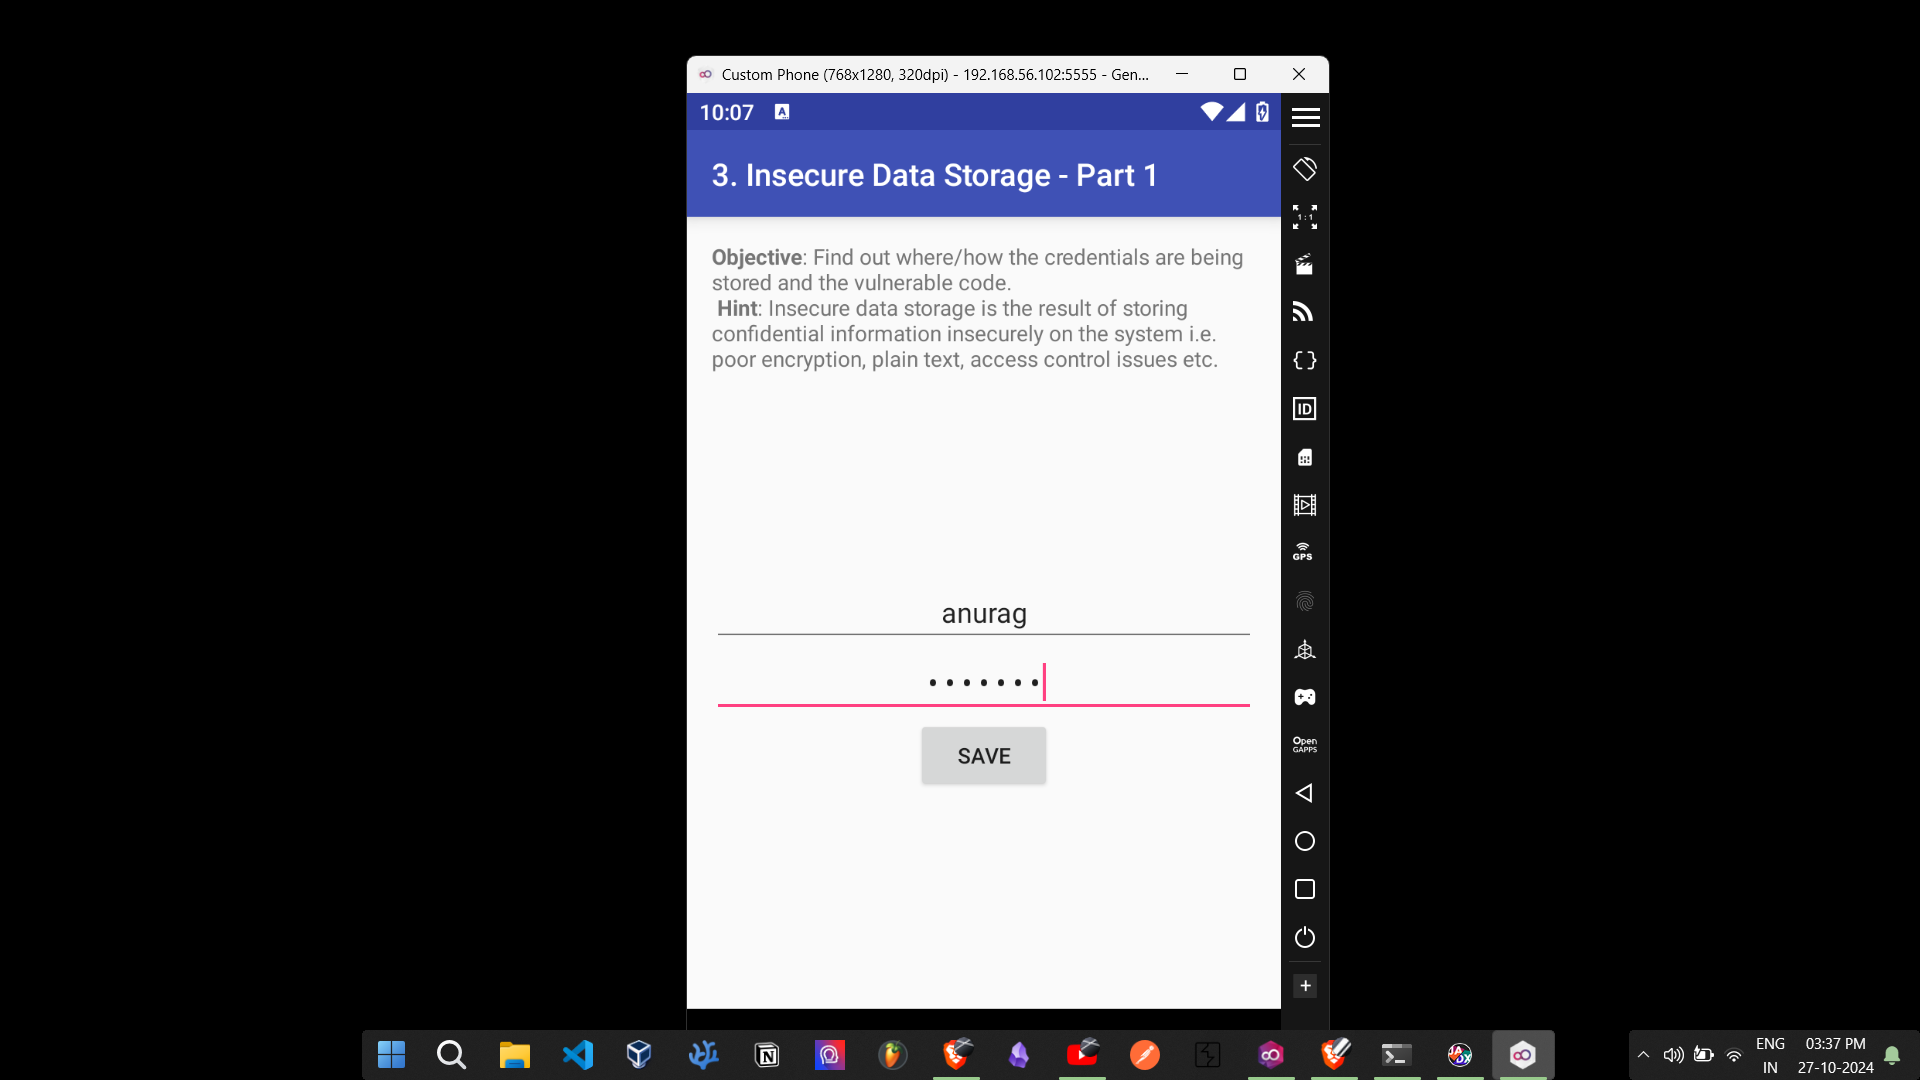 Custom Phone (768x1280, 320dpi) - 192.168.56.102:5555 - Gen...
10:07
A
3. Insecure Data Storage - Part 1
Objective: Find out where/how the credentials are being
stored and the vulnerable code.
Hint: Insecure data storage is the result of storing
confidential information insecurely on the system i.e.
poor encryption, plain text, access control issues etc.
anurag
•••••••
SAVE
1:1
ID
GPS
Open
GAPPS
ENG
IN
03:37 PM
27-10-2024